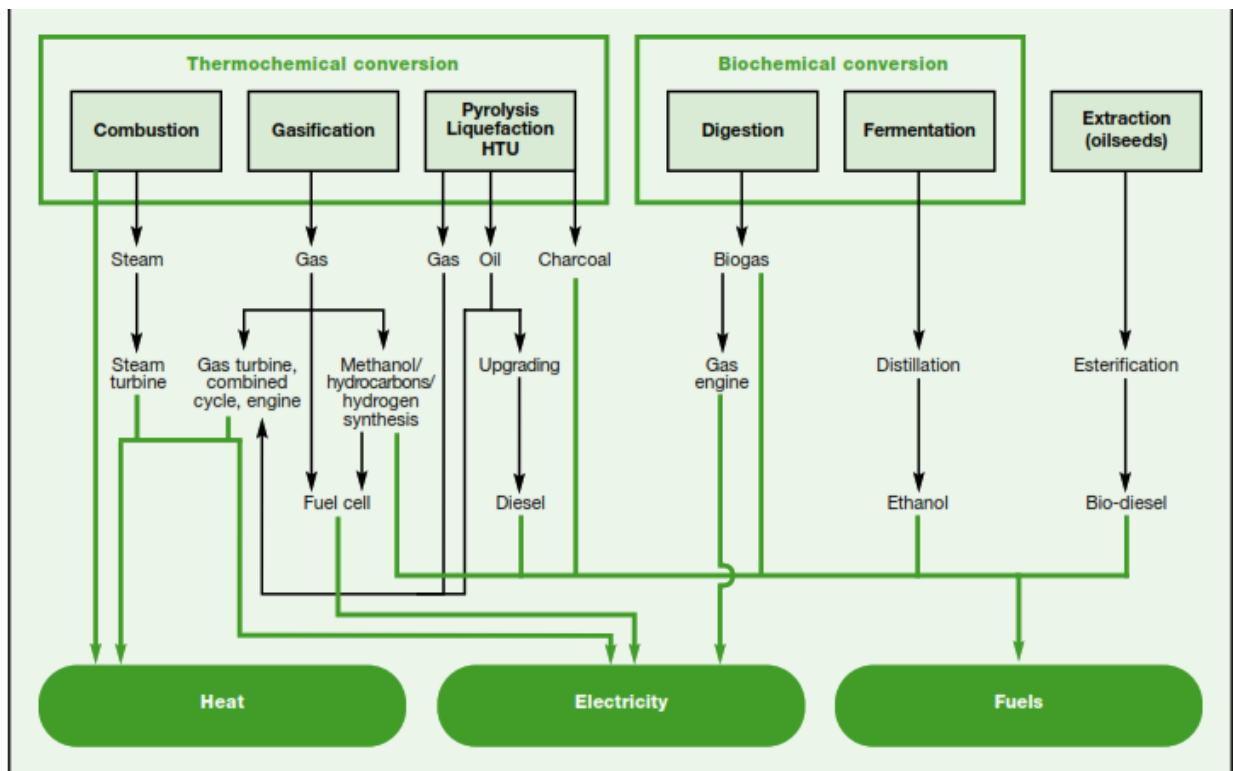 Thermochemical conversion
Biochemical conversion
Combustion
Gasification
Pyrolysis
Liquefaction
HTU
Digestion
Fermentation
Extraction
(oilseeds)
Steam
Gas
Gas
Oil
Charcoal
Biogas
Steam
turbine
Gas turbine,
combined
cycle, engine
Methanol/
hydrocarbons/
hydrogen
synthesis
Upgrading
Gas
engine
Distillation
Esterification
Fuel cell
Diesel
Ethanol
Bio-diesel
Heat
Electricity
Fuels